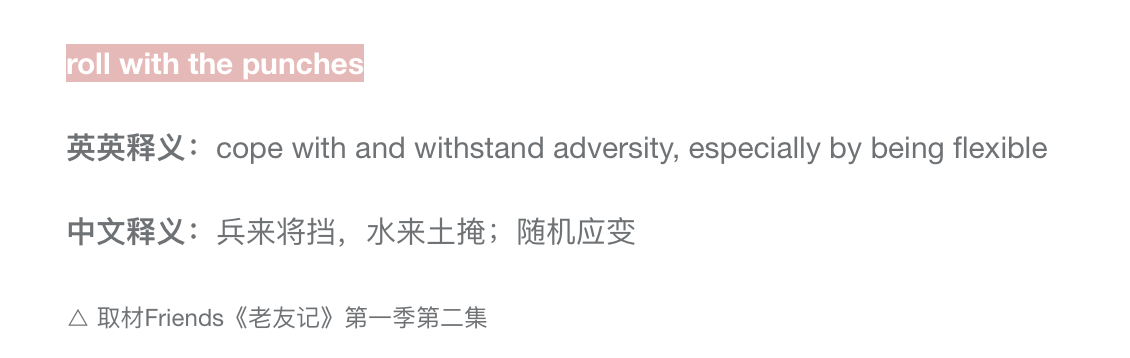 roll with the punches
英英释义：cope with and withstand adversity, especially by being flexible
中文释义：兵来将挡，水来土掩；随机应变
△ 取材Friends《老友记》第一季第二集